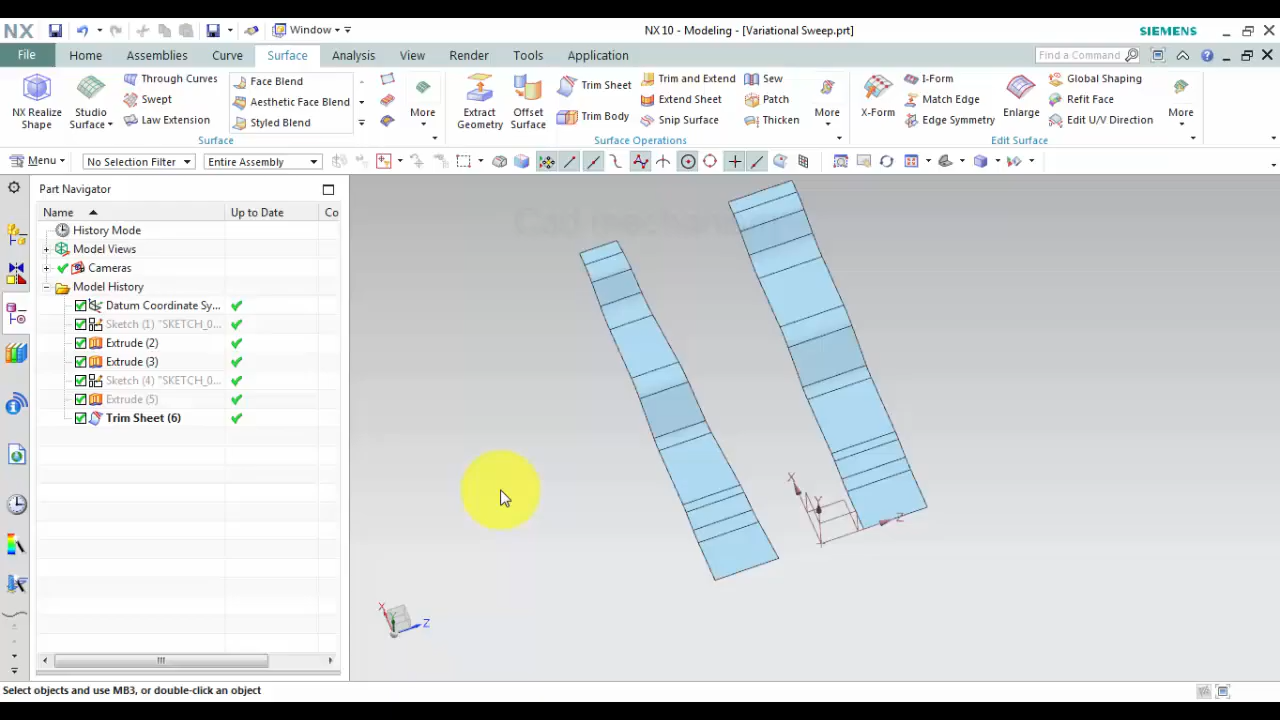 NX
Window
NX 10 - Modeling - [Variational Sweep.prt]
SIEMENS
File
Home
Assemblies
Curve
Surface
Analysis
View
Render
Tools
Application
Find a Command
NX Realize Shape
Studio Surface
Through Curves
Swept
Law Extension
Face Blend
Aesthetic Face Blend
Styled Blend
More
Surface
Extract Geometry
Offset Surface
Trim Sheet
Trim Body
Trim and Extend
Extend Sheet
Snip Surface
Sew
Patch
Thicken
More
Surface Operations
X-Form
I-Form
Match Edge
Edge Symmetry
Enlarge
Global Shaping
Refit Face
Edit U/V Direction
More
Edit Surface
Menu
No Selection Filter
Entire Assembly
Part Navigator
Name
Up to Date
Co
History Mode
Model Views
Cameras
Model History
Datum Coordinate Sy...
Sketch (1) "SKETCH_0...
Extrude (2)
Extrude (3)
Sketch (4) "SKETCH_0...
Extrude (5)
Trim Sheet (6)
X
Y
Z
X
Z
Select objects and use MB3, or double-click an object